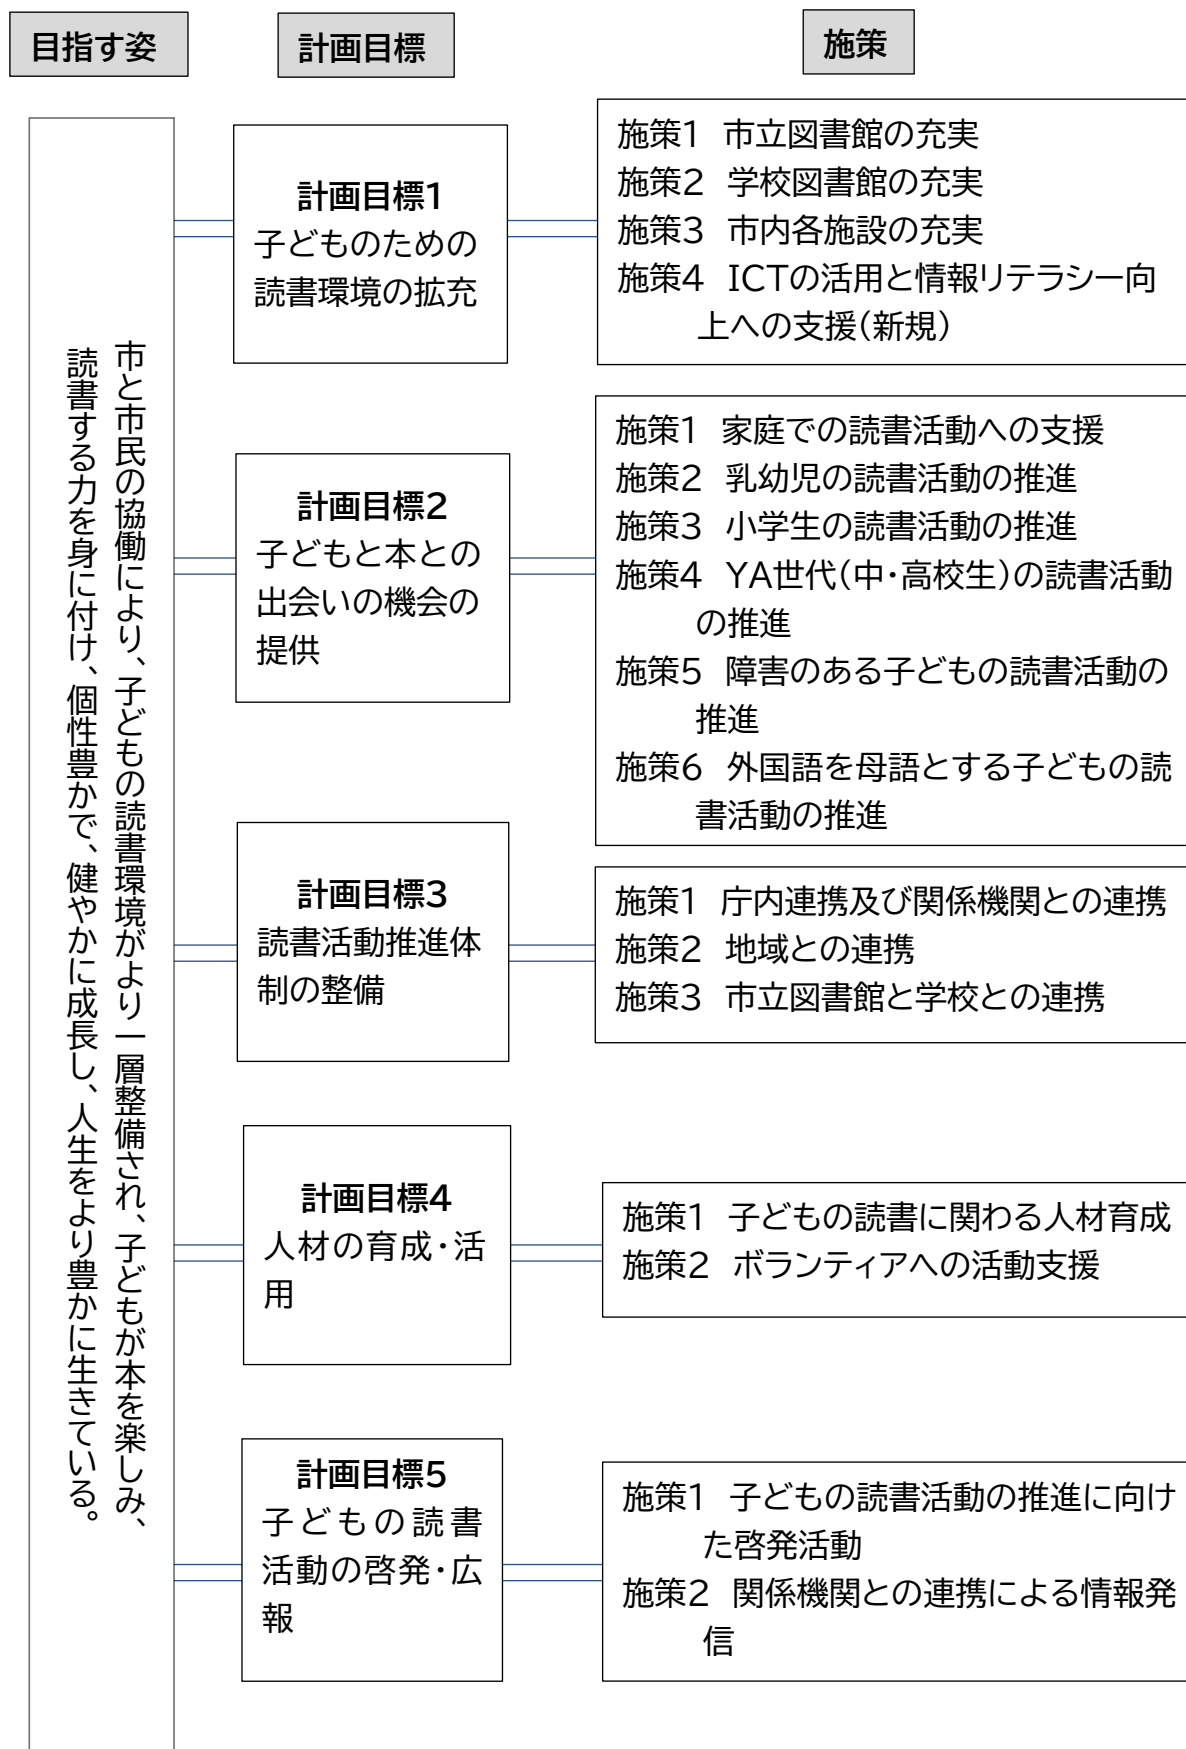 目指す姿
計画目標
施策
市と市民の協働により、子どもの読書環境がより一層整備され、子どもが本を楽しみ、
読書する力を身に付け、個性豊かで、健やかに成長し、人生をより豊かに生きている。
計画目標1
子どものための
読書環境の拡充
施策1 市立図書館の充実
施策2 学校図書館の充実
施策3 市内各施設の充実
施策4 ICTの活用と情報リテラシー向
上への支援(新規)
計画目標2
子どもと本との
出会いの機会の
提供
施策1 家庭での読書活動への支援
施策2 乳幼児の読書活動の推進
施策3 小学生の読書活動の推進
施策4 YA世代(中・高校生)の読書活動
の推進
施策5 障害のある子どもの読書活動の
推進
施策6 外国語を母語とする子どもの読
書活動の推進
計画目標3
読書活動推進体
制の整備
施策1 庁内連携及び関係機関との連携
施策2 地域との連携
施策3 市立図書館と学校との連携
計画目標4
人材の育成・活
用
施策1 子どもの読書に関わる人材育成
施策2 ボランティアへの活動支援
計画目標5
子どもの読書
活動の啓発・広
報
施策1 子どもの読書活動の推進に向け
た啓発活動
施策2 関係機関との連携による情報発
信